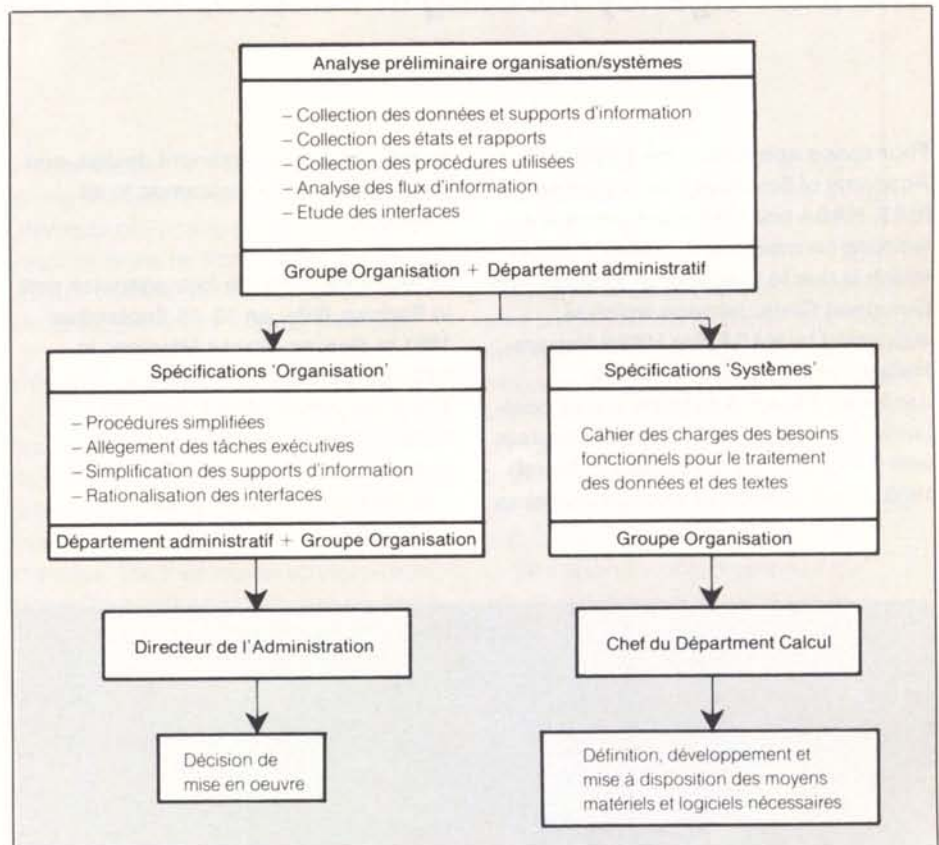 Analyse préliminaire organisation/systèmes
– Collection des données et supports d'information
– Collection des états et rapports
– Collection des procédures utilisées
– Analyse des flux d'information
– Etude des interfaces
Groupe Organisation + Département administratif
Spécifications 'Organisation'
– Procédures simplifiées
– Allègement des tâches exécutives
– Simplification des supports d'information
– Rationalisation des interfaces
Département administratif + Groupe Organisation
Spécifications 'Systèmes'
Cahier des charges des besoins
fonctionnels pour le traitement
des données et des textes
Groupe Organisation
Directeur de l'Administration
Chef du Départment Calcul
Décision de
mise en oeuvre
Définition, développement et
mise à disposition des moyens
matériels et logiciels nécessaires